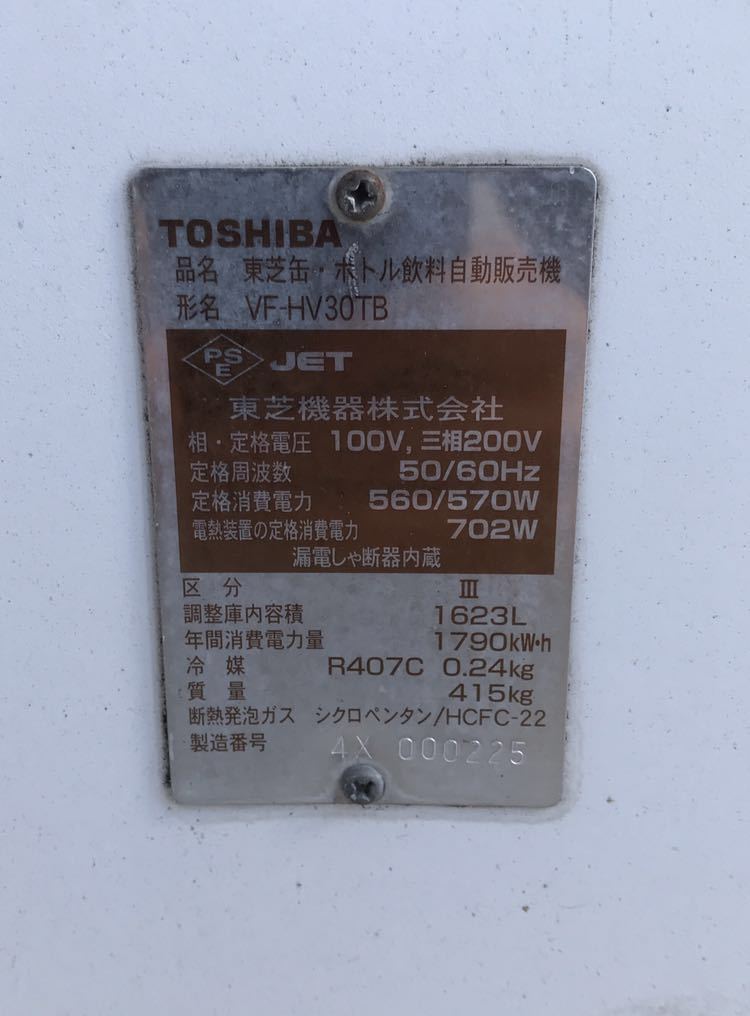 TOSHIBA
品名 東芝缶・ボトル飲料自動販売機
形名 VF-HV30TB
PSE JET
東芝機器株式会社
相・定格電圧 100V, 三相200V
定格周波数 50/60Hz
定格消費電力 560/570W
電熱装置の定格消費電力 702W
漏電しゃ断器内蔵
区分 III
調整庫内容積 1623L
年間消費電力量 1790kW・h
冷媒 R407C 0.24kg
質量 415kg
断熱発泡ガス シクロペンタン/HCFC-22
製造番号 4X 000225